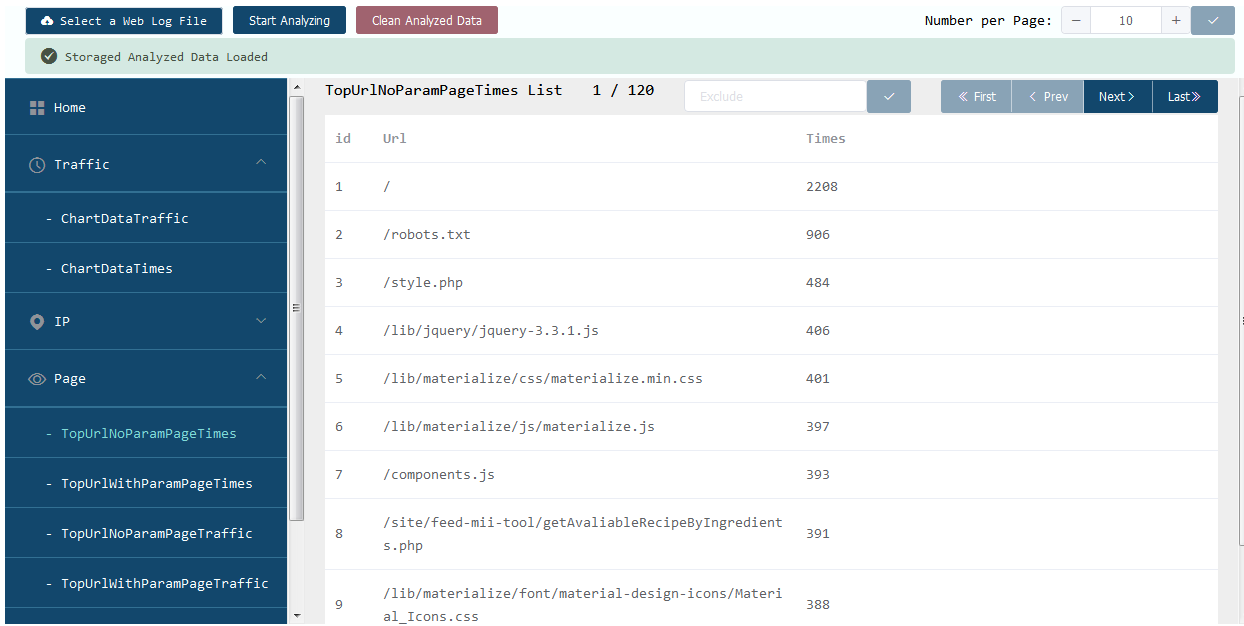 Select a Web Log File Start Analyzing Clean Analyzed Data Number per Page: − 10 +
Storaged Analyzed Data Loaded
Home
Traffic
- ChartDataTraffic
- ChartDataTimes
IP
Page
- TopUrlNoParamPageTimes
- TopUrlWithParamPageTimes
- TopUrlNoParamPageTraffic
- TopUrlWithParamPageTraffic
TopUrlNoParamPageTimes List 1 / 120 Exclude « First < Prev Next > Last »
id Url Times
1 / 2208
2 /robots.txt 906
3 /style.php 484
4 /lib/jquery/jquery-3.3.1.js 406
5 /lib/materialize/css/materialize.min.css 401
6 /lib/materialize/js/materialize.js 397
7 /components.js 393
8 /site/feed-mii-tool/getAvaliableRecipeByIngredient 391
s.php
9 /lib/materialize/font/material-design-icons/Materi 388
al_Icons.css